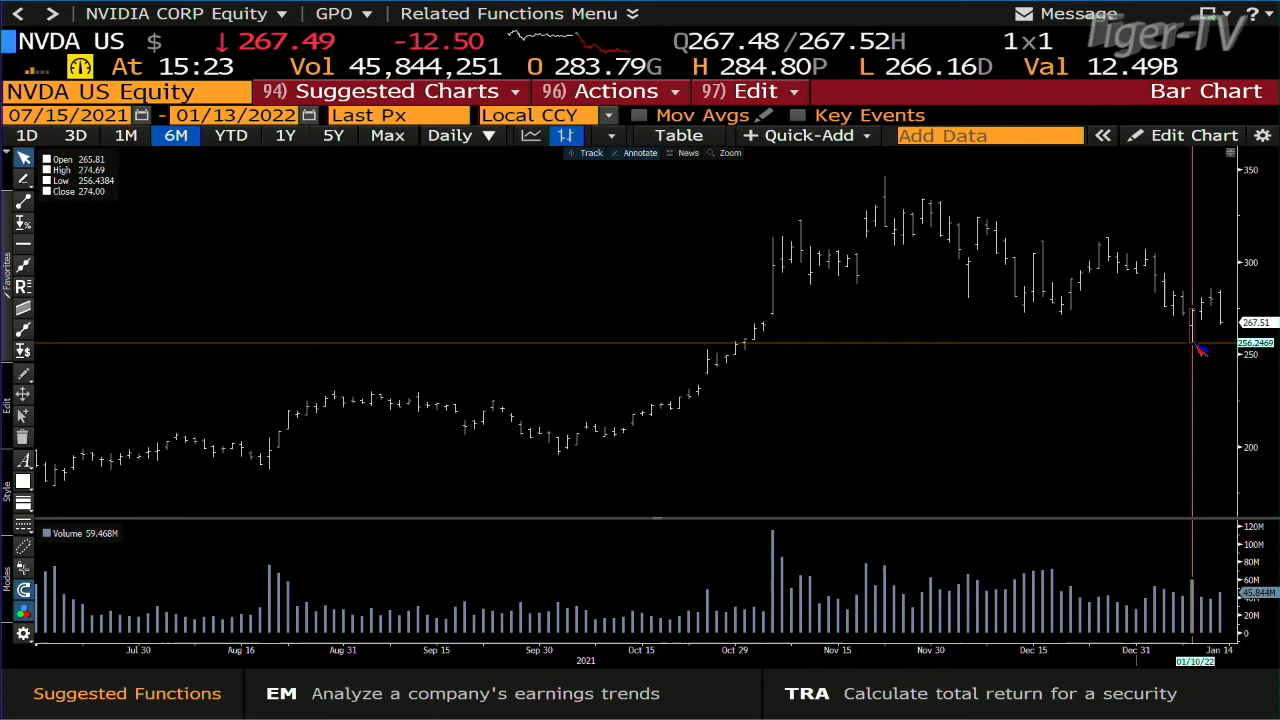 NVIDIA CORP Equity GPO Related Functions Menu Message ?
Tiger-TV
NVDA US $ ↓267.49 -12.50 Q267.48/267.52H 1x1
At 15:23 Vol 45,844,251 O 283.79G H 284.80P L 266.16D Val 12.49B
NVDA US Equity 94) Suggested Charts 96) Actions 97) Edit Bar Chart
07/15/2021 - 01/13/2022 Last Px Local CCY Mov Avgs Key Events
1D 3D 1M 6M YTD 1Y 5Y Max Daily ▼ Table + Quick-Add Add Data « Edit Chart
Track Annotate News Zoom
Open 265.81
High 274.69
Low 256.4384
Close 274.00
350
300
267.51
256.2469
250
200
Favorites
Edit
Style
Modes
Volume 59.468M
120M
100M
80M
60M
45.844M
20M
0
Jul 30 Aug 16 Aug 31 Sep 15 Sep 30 Oct 15 Oct 29 Nov 15 Nov 30 Dec 15 Dec 31 Jan 14
2021 01/10/22
Suggested Functions EM Analyze a company's earnings trends TRA Calculate total return for a security